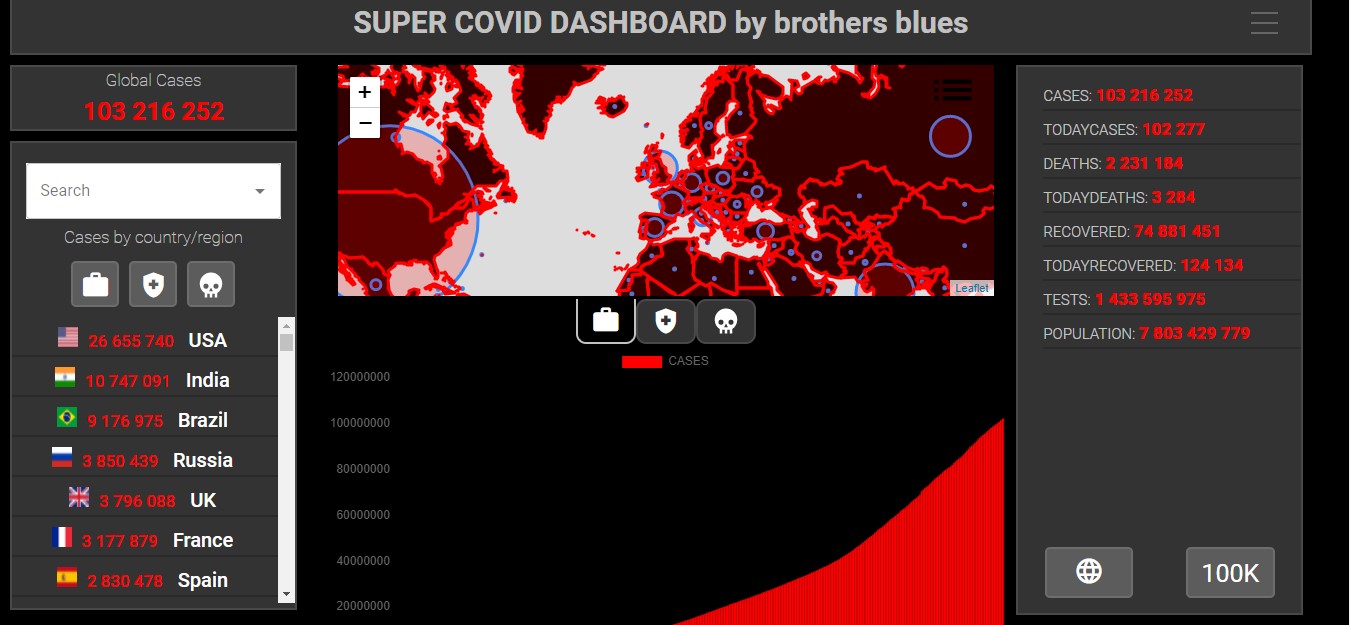 SUPER COVID DASHBOARD by brothers blues
Global Cases
103 216 252
Search
Cases by country/region
26 655 740 USA
10 747 091 India
9 176 975 Brazil
3 850 439 Russia
3 796 088 UK
3 177 879 France
2 830 478 Spain
+
−
Leaflet
CASES
120000000
100000000
80000000
60000000
40000000
20000000
CASES: 103 216 252
TODAYCASES: 102 277
DEATHS: 2 231 184
TODAYDEATHS: 3 284
RECOVERED: 74 881 451
TODAYRECOVERED: 124 134
TESTS: 1 433 595 975
POPULATION: 7 803 429 779
100K